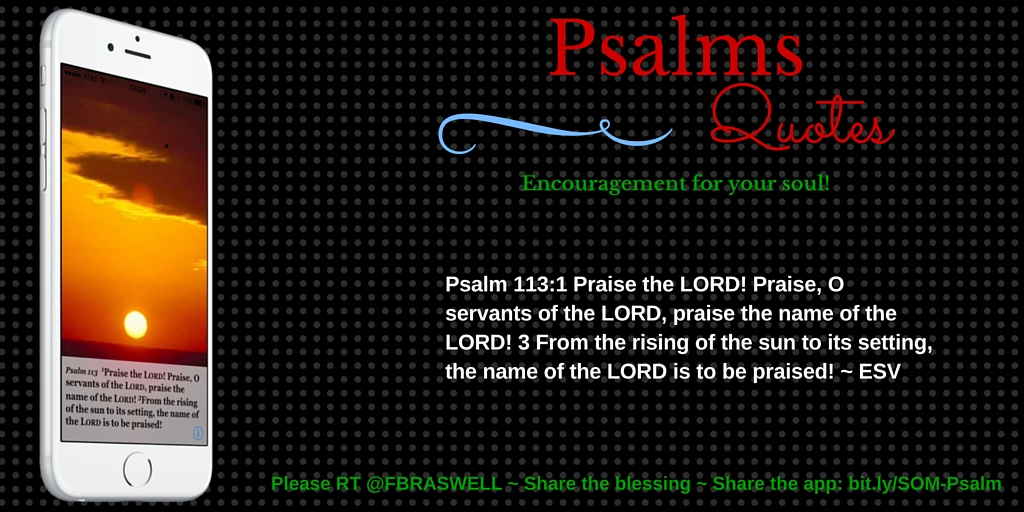 Psalms
Quotes
Encouragement for your soul!
Psalm 113:1 Praise the LORD! Praise, O
servants of the LORD, praise the name of the
LORD! 3 From the rising of the sun to its setting,
the name of the LORD is to be praised! ~ ESV
Psalm 113 ¹Praise the LORD! Praise, O
servants of the LORD, praise the
name of the LORD! ³From the rising
of the sun to its setting, the name of
the LORD is to be praised!
Please RT @FBRASWELL ~ Share the blessing ~ Share the app: bit.ly/SOM-Psalm